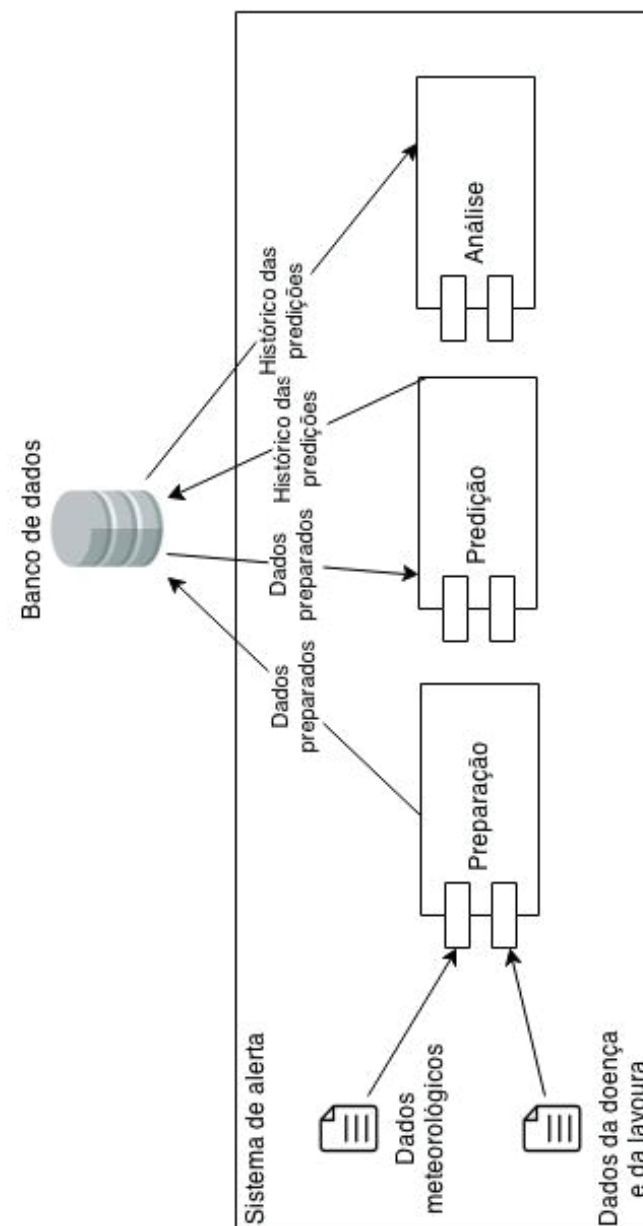 Banco de dados
Sistema de alerta
Dados
preparados
Dados
preparados
Histórico das
predições
Histórico das
predições
Dados
meteorológicos
Dados da doença
e da lavoura
Preparação
Predição
Análise